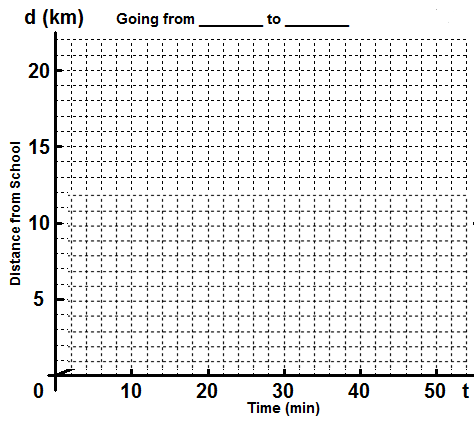 d (km)
Going from ________ to ________
20
15
10
5
Distance from School
0
10
20
30
40
50
t
Time (min)